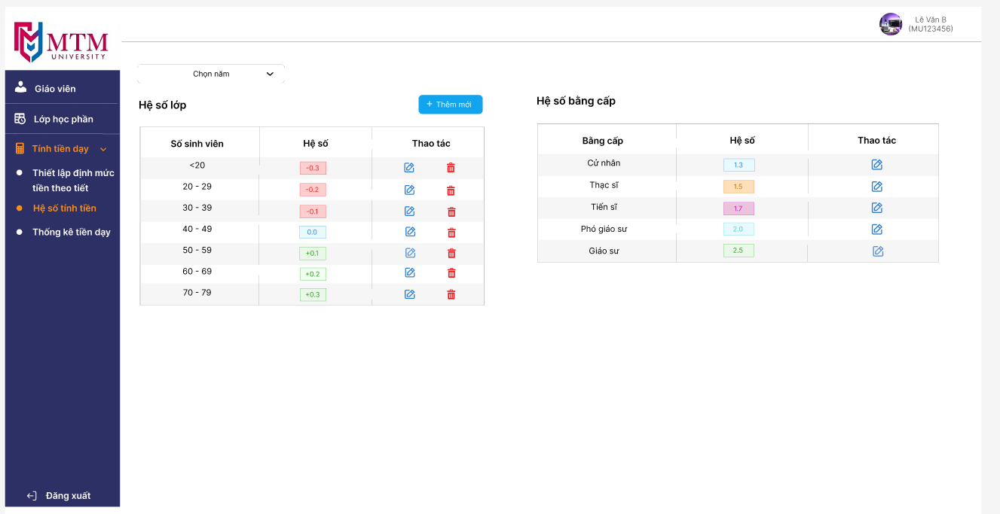 MTM
UNIVERSITY
Lê Văn B
(MU123456)
Giáo viên
Lớp học phần
Tính tiền dạy
Thiết lập định mức
tiền theo tiết
Hệ số tính tiền
Thống kê tiền dạy
Đăng xuất
Chọn năm
Hệ số lớp
+ Thêm mới
Số sinh viên Hệ số Thao tác
<20 -0.3
20 - 29 -0.2
30 - 39 -0.1
40 - 49 0.0
50 - 59 +0.1
60 - 69 +0.2
70 - 79 +0.3
Hệ số bằng cấp
Bằng cấp Hệ số Thao tác
Cử nhân 1.3
Thạc sĩ 1.5
Tiến sĩ 1.7
Phó giáo sư 2.0
Giáo sư 2.5